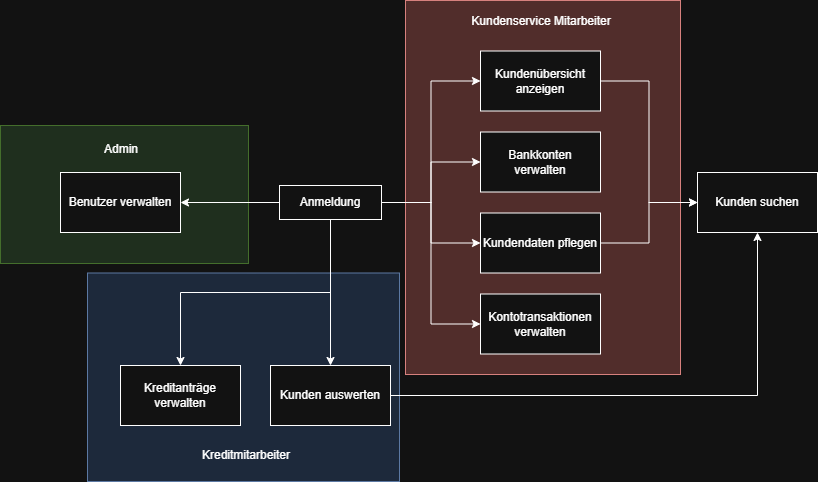 Kundenservice Mitarbeiter
Kundenübersicht
anzeigen
Bankkonten
verwalten
Kundendaten pflegen
Kontotransaktionen
verwalten
Kunden suchen
Admin
Benutzer verwalten
Anmeldung
Kreditanträge
verwalten
Kunden auswerten
Kreditmitarbeiter